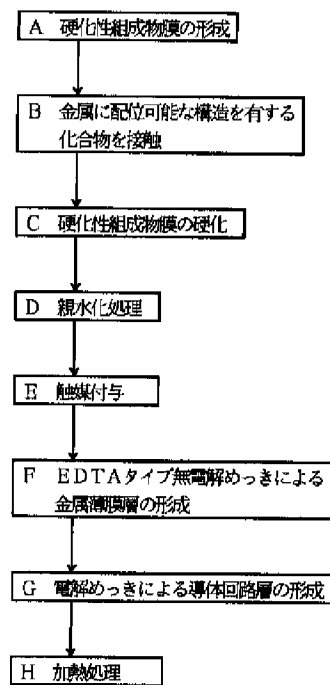 A 硬化性組成物膜の形成
B 金属に配位可能な構造を有する
化合物を接触
C 硬化性組成物膜の硬化
D 親水化処理
E 触媒付与
F EDTAタイプ無電解めっきによる
金属薄膜層の形成
G 電解めっきによる導体回路層の形成
H 加熱処理